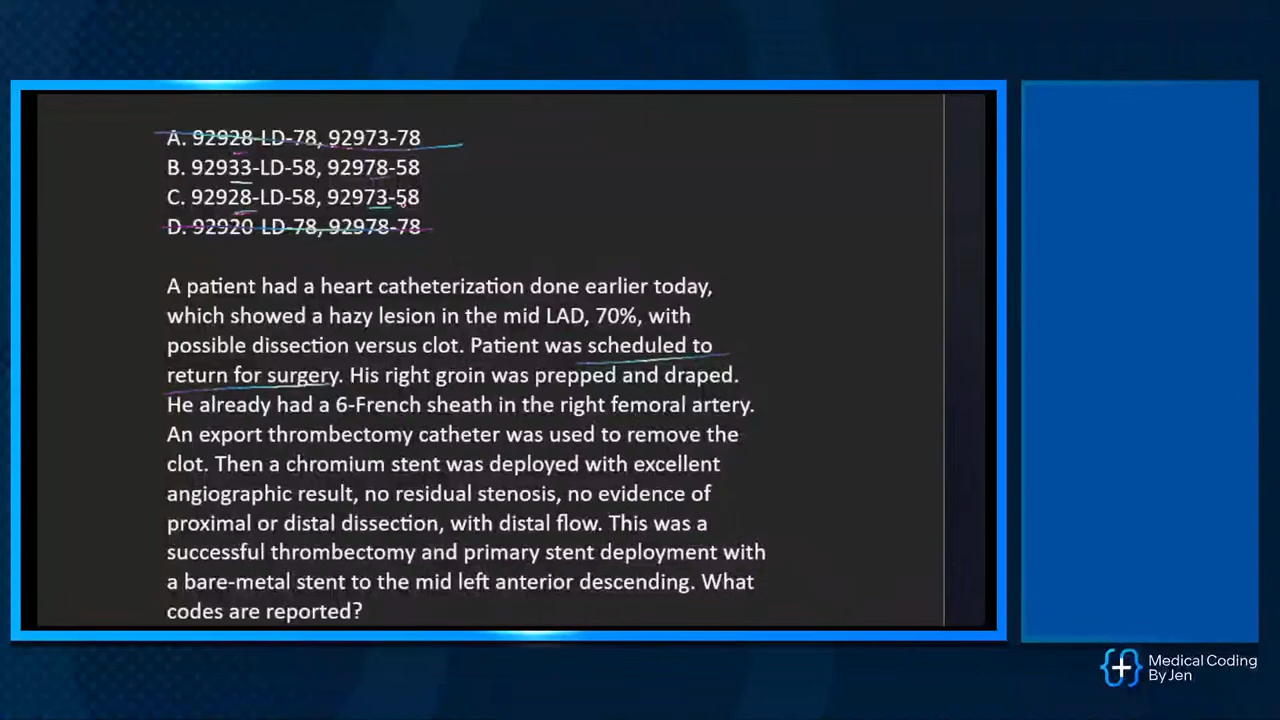 A. 92928-LD-78, 92973-78
B. 92933-LD-58, 92978-58
C. 92928-LD-58, 92973-58
D. 92920 LD-78, 92978-78
A patient had a heart catheterization done earlier today,
which showed a hazy lesion in the mid LAD, 70%, with
possible dissection versus clot. Patient was scheduled to
return for surgery. His right groin was prepped and draped.
He already had a 6-French sheath in the right femoral artery.
An export thrombectomy catheter was used to remove the
clot. Then a chromium stent was deployed with excellent
angiographic result, no residual stenosis, no evidence of
proximal or distal dissection, with distal flow. This was a
successful thrombectomy and primary stent deployment with
a bare-metal stent to the mid left anterior descending. What
codes are reported?
Medical Coding
By Jen